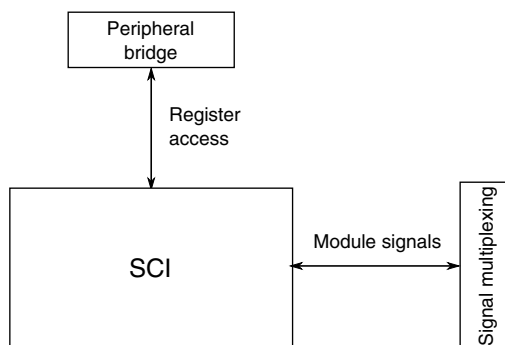 Peripheral
bridge
Register
access
SCI
Module signals
Signal multiplexing